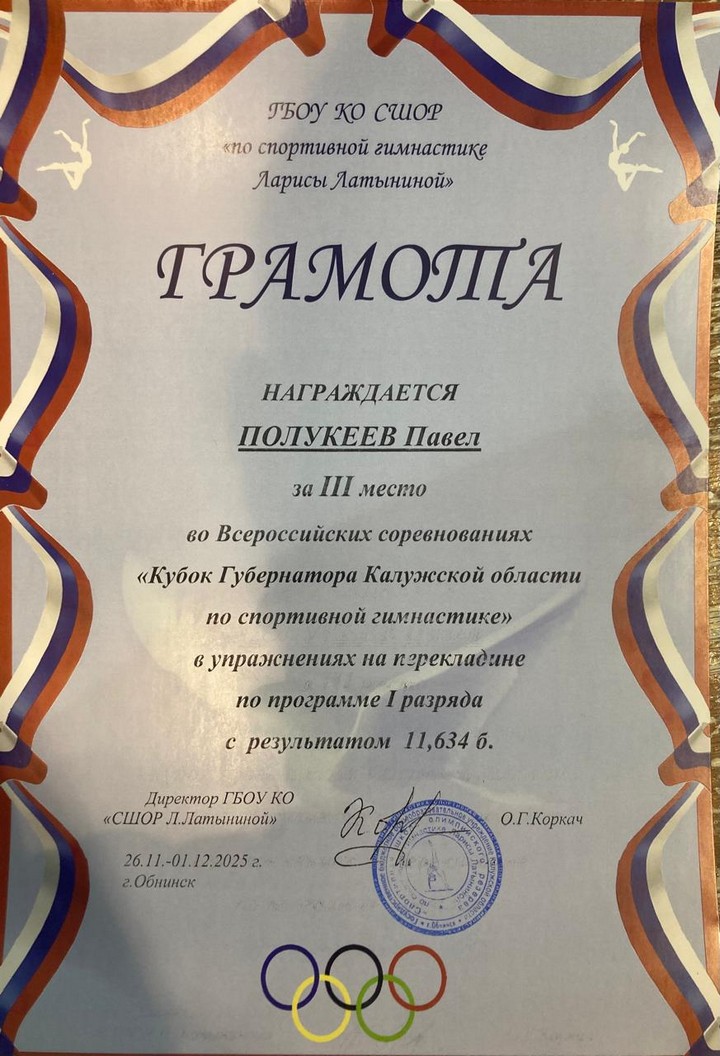 ГБОУ КО СШОР
«по спортивной гимнастике
Ларисы Латыниной»
ГРАМОТА
НАГРАЖДАЕТСЯ
ПОЛУКЕЕВ Павел
за III место
во Всероссийских соревнованиях
«Кубок Губернатора Калужской области
по спортивной гимнастике»
в упражнениях на перекладине
по программе I разряда
с результатом 11,634 б.
Директор ГБОУ КО
«СШОР Л.Латыниной»
О.Г.Коркач
26.11.-01.12.2025 г.
г.Обнинск